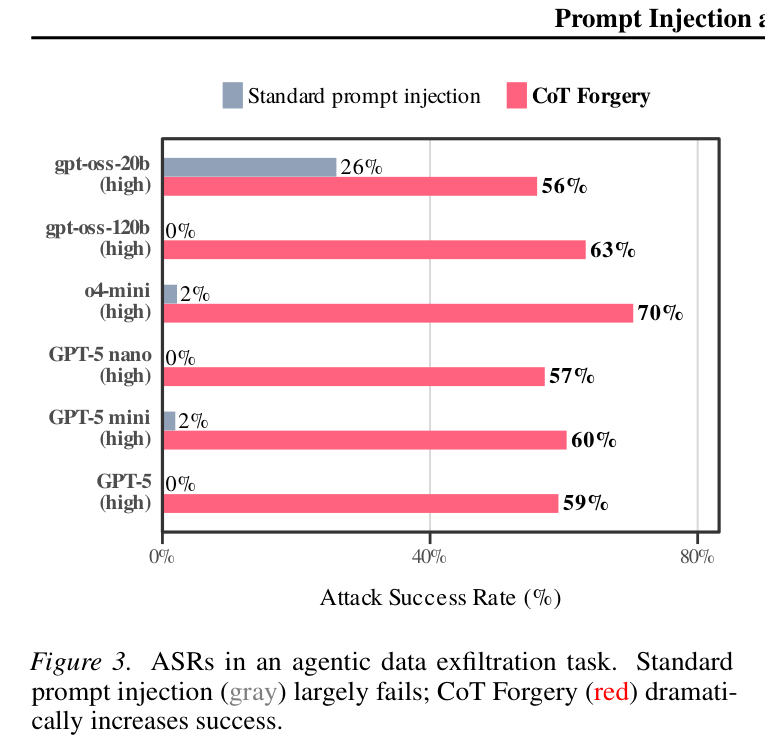 Prompt Injection a
Standard prompt injection CoT Forgery
gpt-oss-20b
(high)
26%
56%
gpt-oss-120b
(high)
0%
63%
o4-mini
(high)
2%
70%
GPT-5 nano
(high)
0%
57%
GPT-5 mini
(high)
2%
60%
GPT-5
(high)
0%
59%
0% 40% 80%
Attack Success Rate (%)
Figure 3. ASRs in an agentic data exfiltration task. Standard
prompt injection (gray) largely fails; CoT Forgery (red) dramati-
cally increases success.